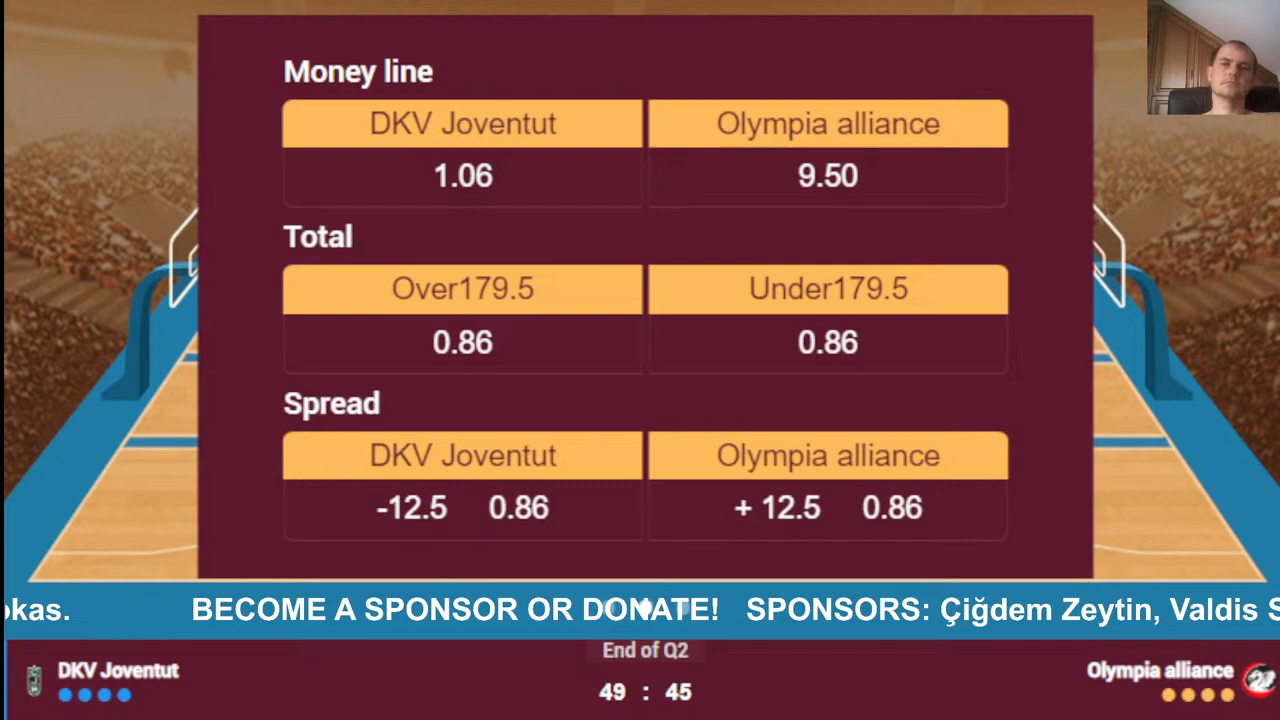 Money line
DKV Joventut Olympia alliance
1.06 9.50
Total
Over179.5 Under179.5
0.86 0.86
Spread
DKV Joventut Olympia alliance
-12.5 0.86 + 12.5 0.86
okas. BECOME A SPONSOR OR DONATE! SPONSORS: Çiğdem Zeytin, Valdis S
End of Q2
DKV Joventut Olympia alliance
49 : 45